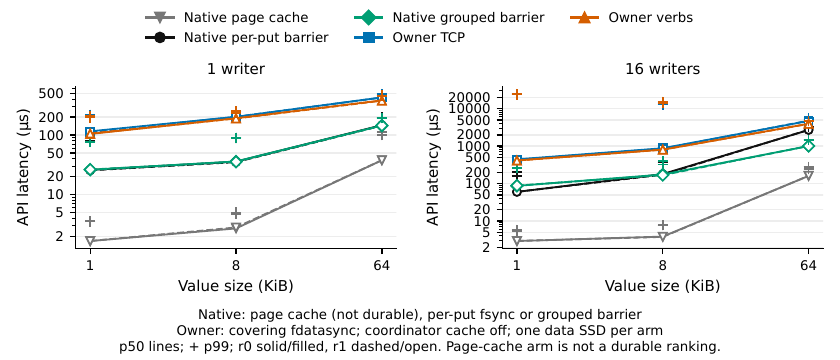 Native page cache
Native per-put barrier
Native grouped barrier
Owner TCP
Owner verbs
1 writer
500
200
100
50
20
10
5
2
API latency (µs)
1
8
64
Value size (KiB)
16 writers
20000
10000
5000
2000
1000
500
200
100
50
20
10
5
2
API latency (µs)
1
8
64
Value size (KiB)
Native: page cache (not durable), per-put fsync or grouped barrier
Owner: covering fdatasync; coordinator cache off; one data SSD per arm
p50 lines; + p99; r0 solid/filled, r1 dashed/open. Page-cache arm is not a durable ranking.